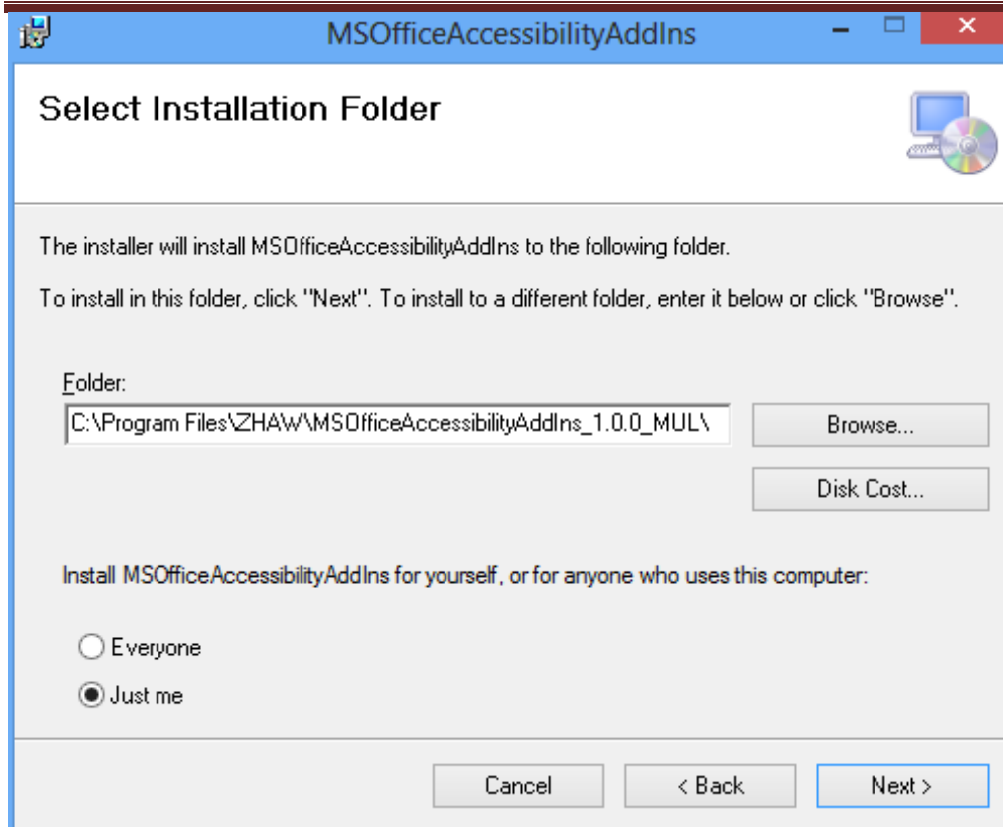 MSOfficeAccessibilityAddIns
Select Installation Folder
The installer will install MSOfficeAccessibilityAddIns to the following folder.
To install in this folder, click "Next". To install to a different folder, enter it below or click "Browse".
Folder:
C:\Program Files\ZHAW\MSOfficeAccessibilityAddIns_1.0.0_MUL\
Browse...
Disk Cost...
Install MSOfficeAccessibilityAddIns for yourself, or for anyone who uses this computer:
Everyone
Just me
Cancel
< Back
Next >